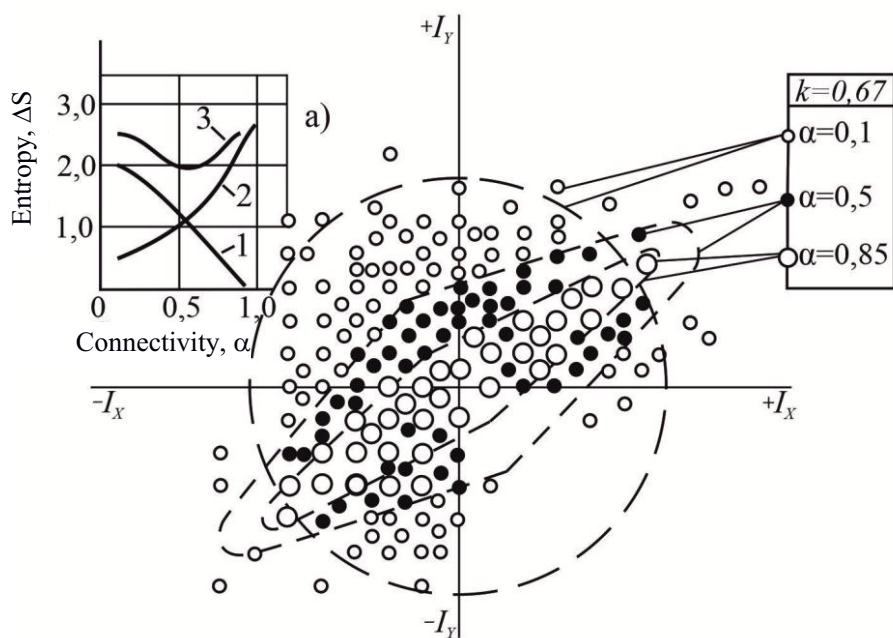 +I_Y
Entropy, ΔS
3,0
2,0
1,0
0
0,5
1,0
Connectivity, α
3
2
1
a)
k=0,67
α=0,1
α=0,5
α=0,85
−I_X
+I_X
−I_Y